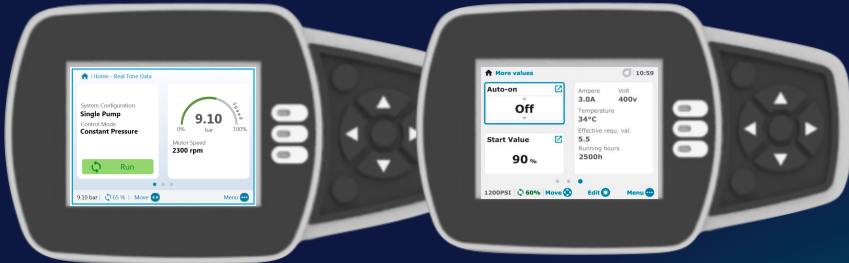 Home - Real Time Data
System Configuration
Single Pump
Control Mode
Constant Pressure
Run
Speed
9.10
0% bar 100%
Motor Speed
2300 rpm
9.10 bar | 65 % | Move
Menu
More values
10:59
Auto-on
Off
Start Value
90 %
Ampere Volt
3.0A 400v
Temperature
34°C
Effective requ. val.
5.5
Running hours
2500h
1200PSI | 60% | Move Edit Menu